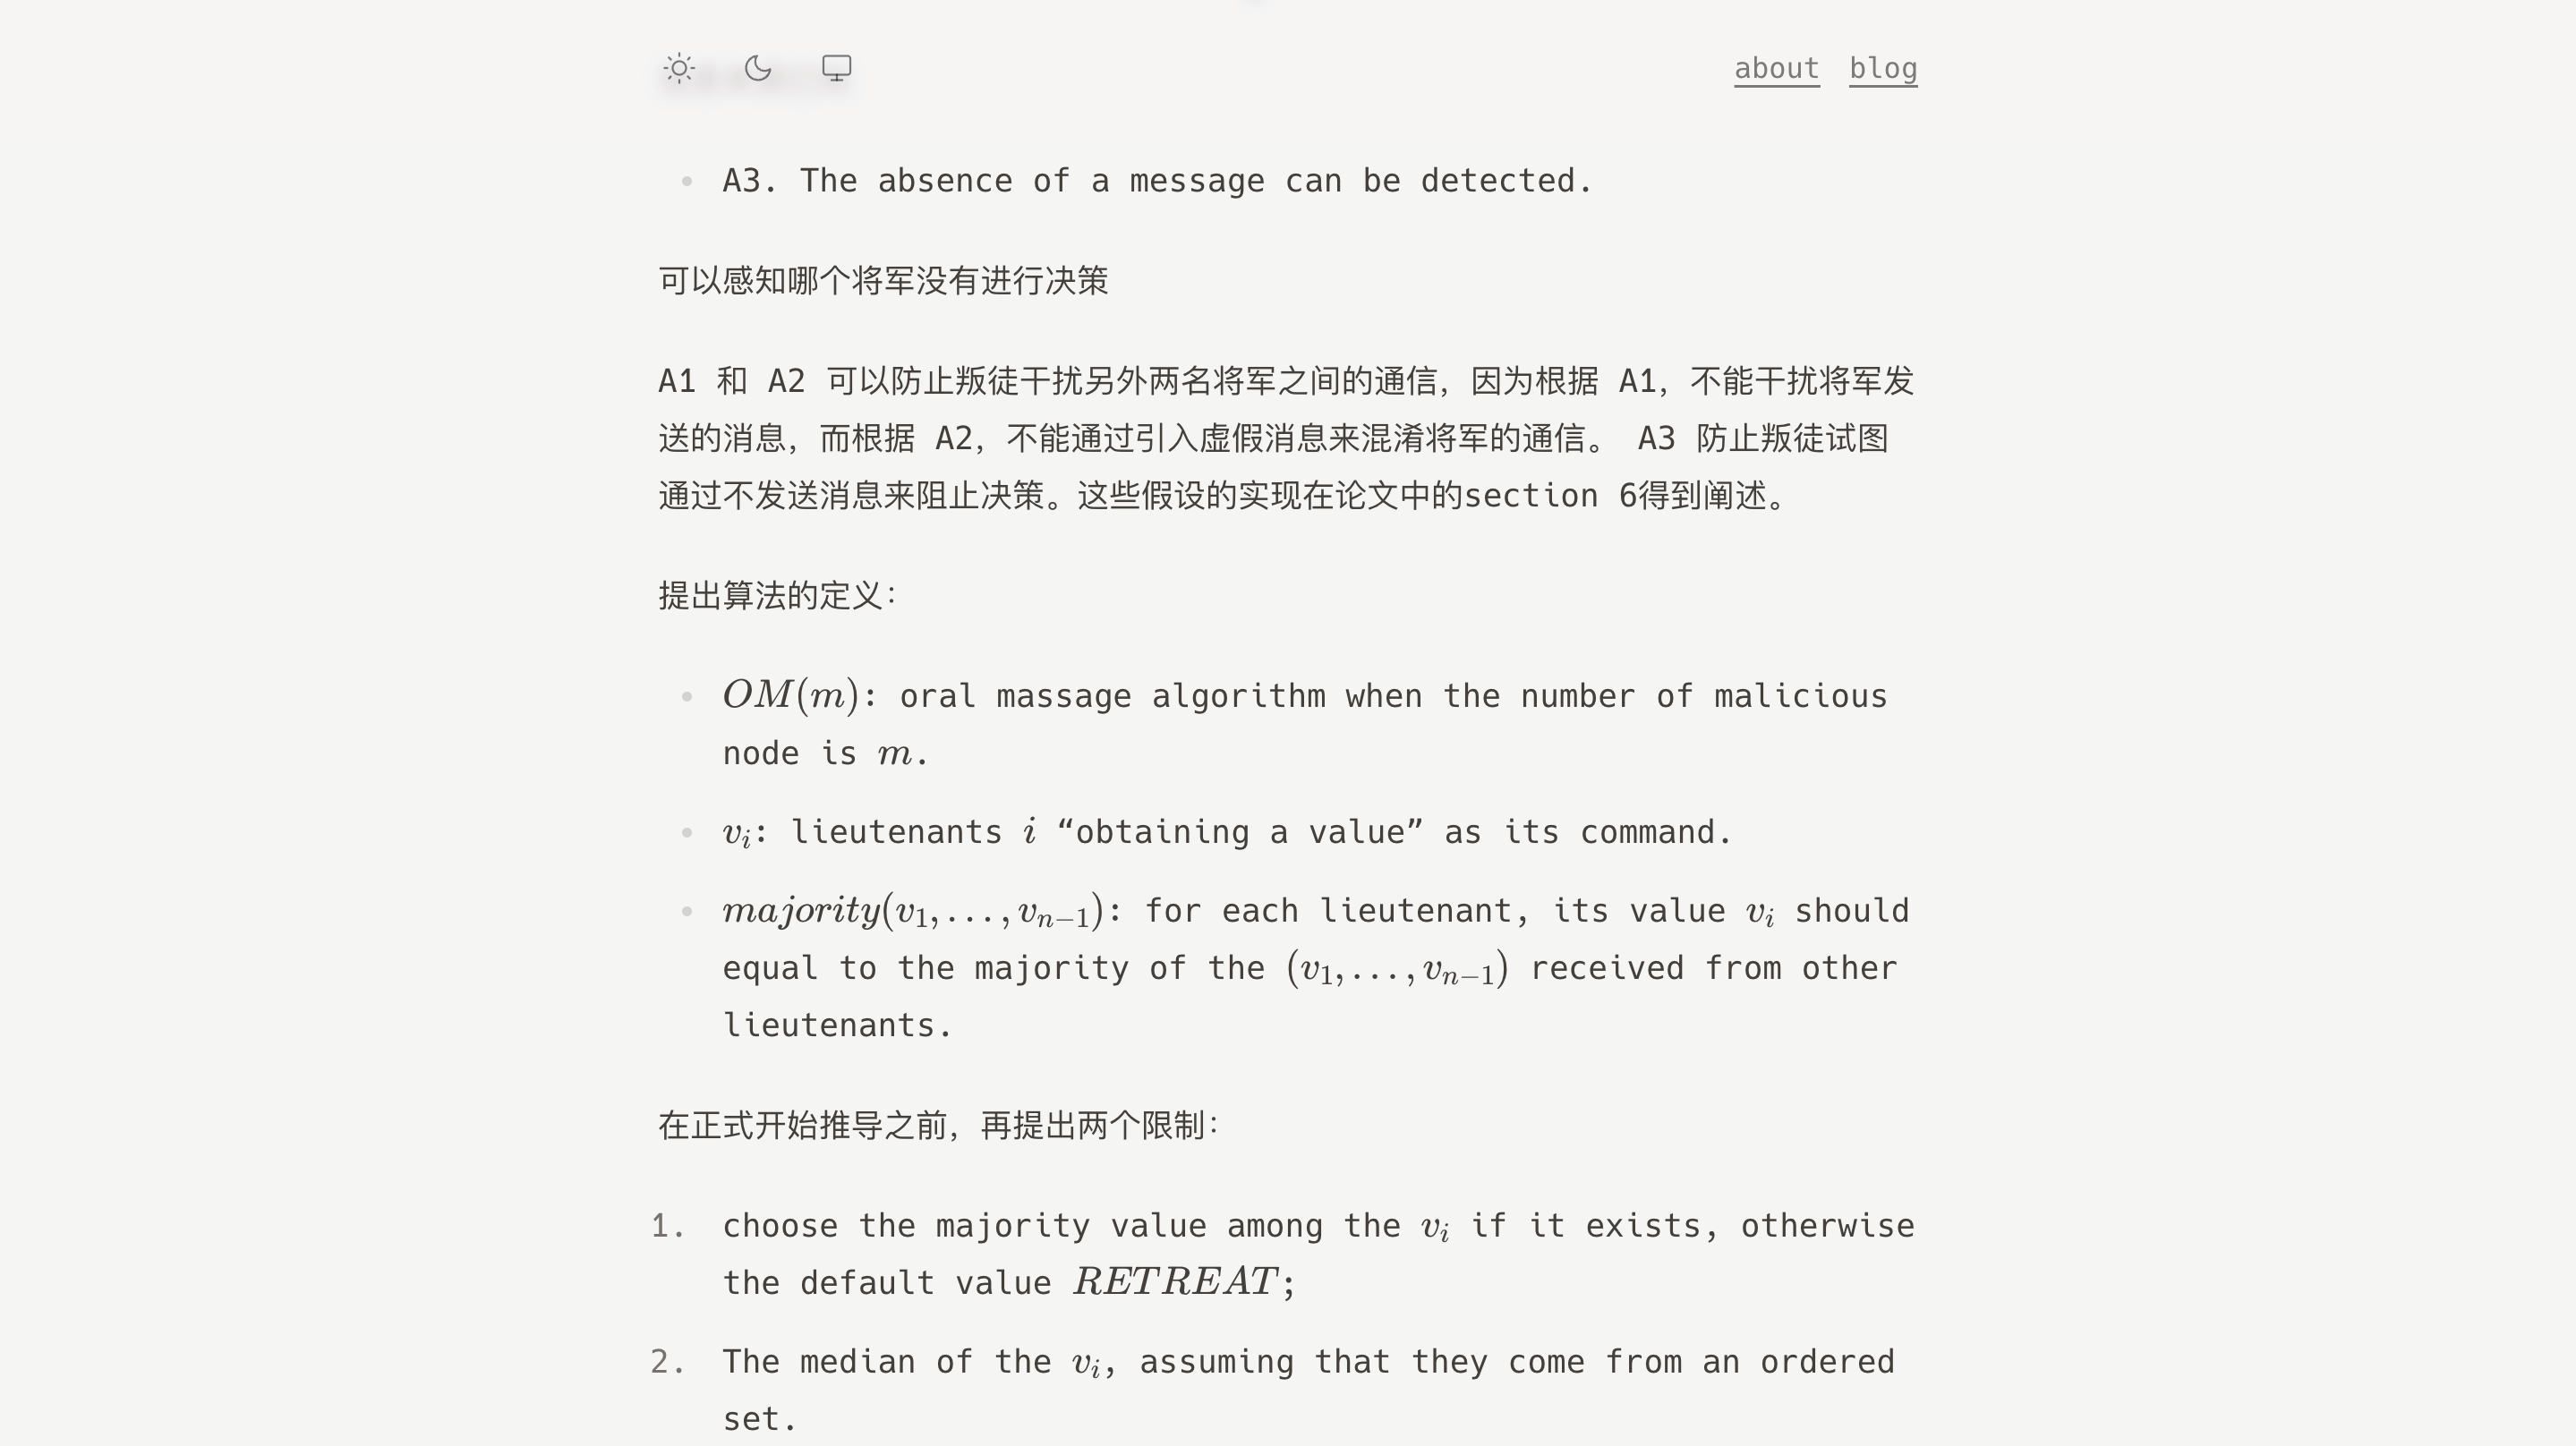 about blog
A3. The absence of a message can be detected.
可以感知哪个将军没有进行决策
A1 和 A2 可以防止叛徒干扰另外两名将军之间的通信，因为根据 A1，不能干扰将军发
送的消息，而根据 A2，不能通过引入虚假消息来混淆将军的通信。 A3 防止叛徒试图
通过不发送消息来阻止决策。这些假设的实现在论文中的section 6得到阐述。
提出算法的定义：
OM(m): oral massage algorithm when the number of malicious
node is m.
v_i: lieutenants i “obtaining a value” as its command.
majority(v_1, . . . , v_{n−1}): for each lieutenant, its value v_i should
equal to the majority of the (v_1, . . . , v_{n−1}) received from other
lieutenants.
在正式开始推导之前，再提出两个限制：
1. choose the majority value among the v_i if it exists, otherwise
the default value RETREAT;
2. The median of the v_i, assuming that they come from an ordered
set.